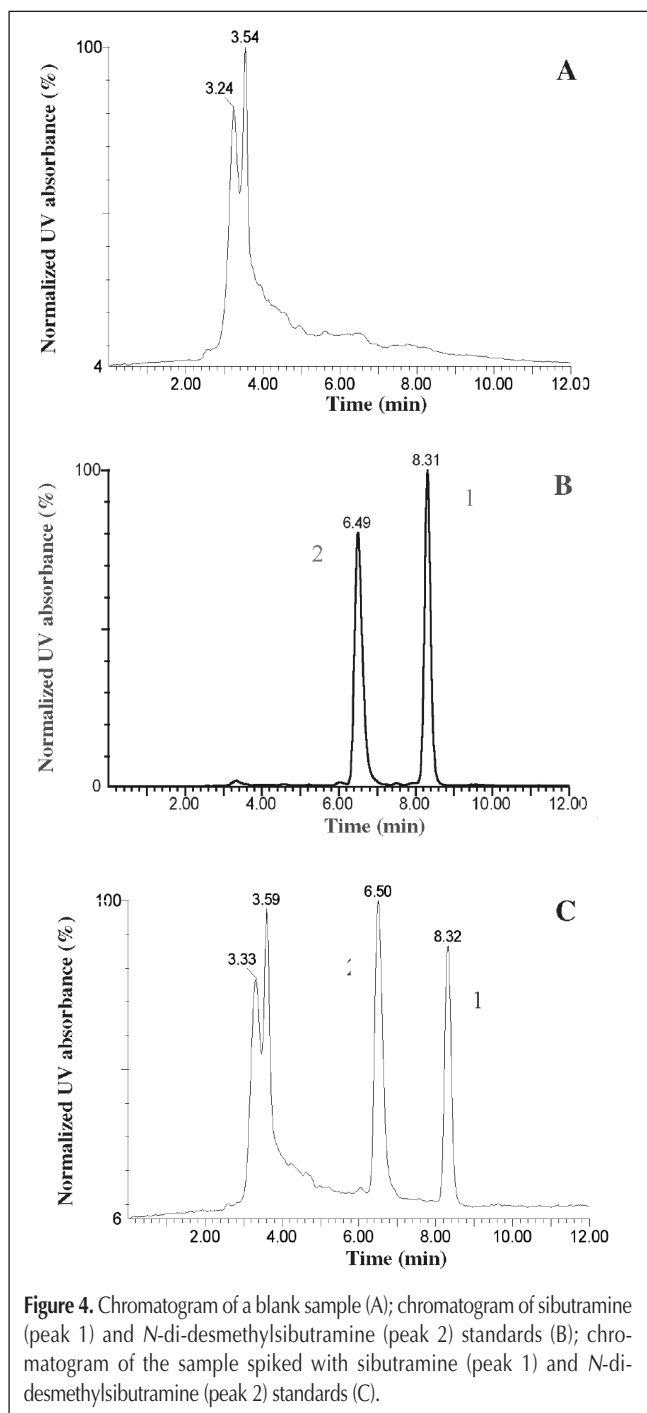 3.54
100
A
3.24
Normalized UV absorbance (%)
4
2.00 4.00 6.00 8.00 10.00 12.00
Time (min)
8.31
100
B
1
6.49
2
Normalized UV absorbance (%)
0
2.00 4.00 6.00 8.00 10.00 12.00
Time (min)
3.59 6.50
100
C
8.32
3.33
1
Normalized UV absorbance (%)
6
2.00 4.00 6.00 8.00 10.00 12.00
Time (min)
Figure 4. Chromatogram of a blank sample (A); chromatogram of sibutramine
(peak 1) and N-di-desmethylsibutramine (peak 2) standards (B); chro-
matogram of the sample spiked with sibutramine (peak 1) and N-di-
desmethylsibutramine (peak 2) standards (C).